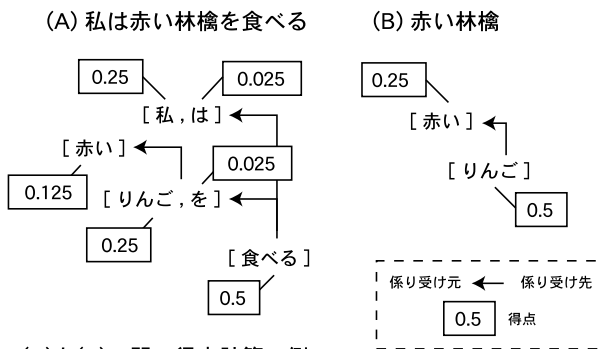 (A) 私は赤い林檎を食べる
(B) 赤い林檎
0.25
0.025
0.25
[ 私 , は ]
[ 赤い ]
[ 赤い ]
0.025
0.125
[ りんご , を ]
[ りんご ]
0.25
0.5
[ 食べる ]
0.5
係り受け元
係り受け先
0.5
得点